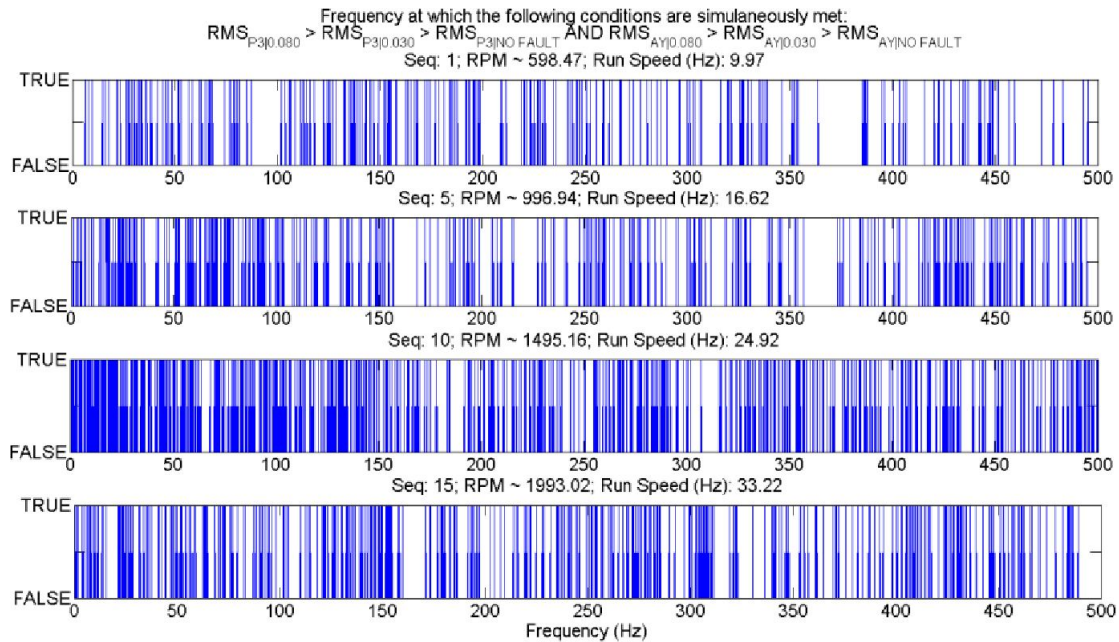 Frequency at which the following conditions are simulaneously met:
RMS_P3|0.080 > RMS_P3|0.030 > RMS_P3|NO FAULT AND RMS_AY|0.080 > RMS_AY|0.030 > RMS_AY|NO FAULT
Seq: 1; RPM ~ 598.47; Run Speed (Hz): 9.97
TRUE
FALSE
0 50 100 150 200 250 300 350 400 450 500
Seq: 5; RPM ~ 996.94; Run Speed (Hz): 16.62
TRUE
FALSE
0 50 100 150 200 250 300 350 400 450 500
Seq: 10; RPM ~ 1495.16; Run Speed (Hz): 24.92
TRUE
FALSE
0 50 100 150 200 250 300 350 400 450 500
Seq: 15; RPM ~ 1993.02; Run Speed (Hz): 33.22
TRUE
FALSE
0 50 100 150 200 250 300 350 400 450 500
Frequency (Hz)